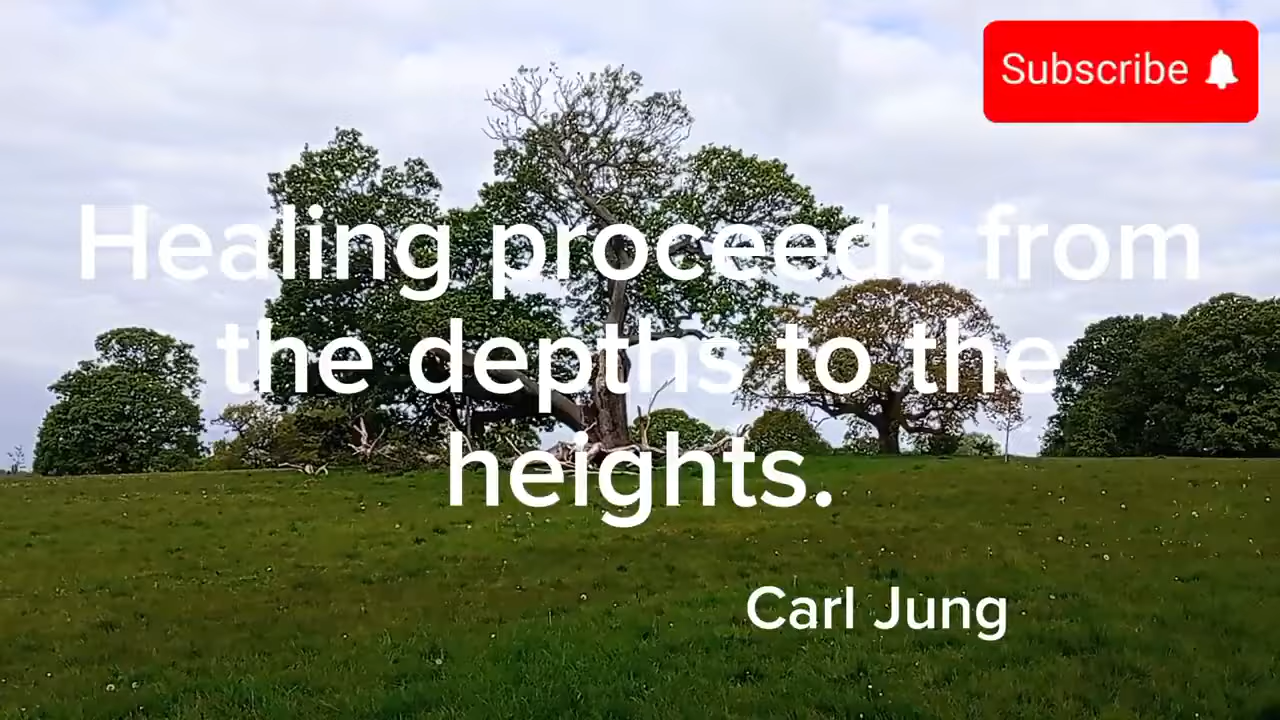 Subscribe
Healing proceeds from
the depths to the
heights.
Carl Jung